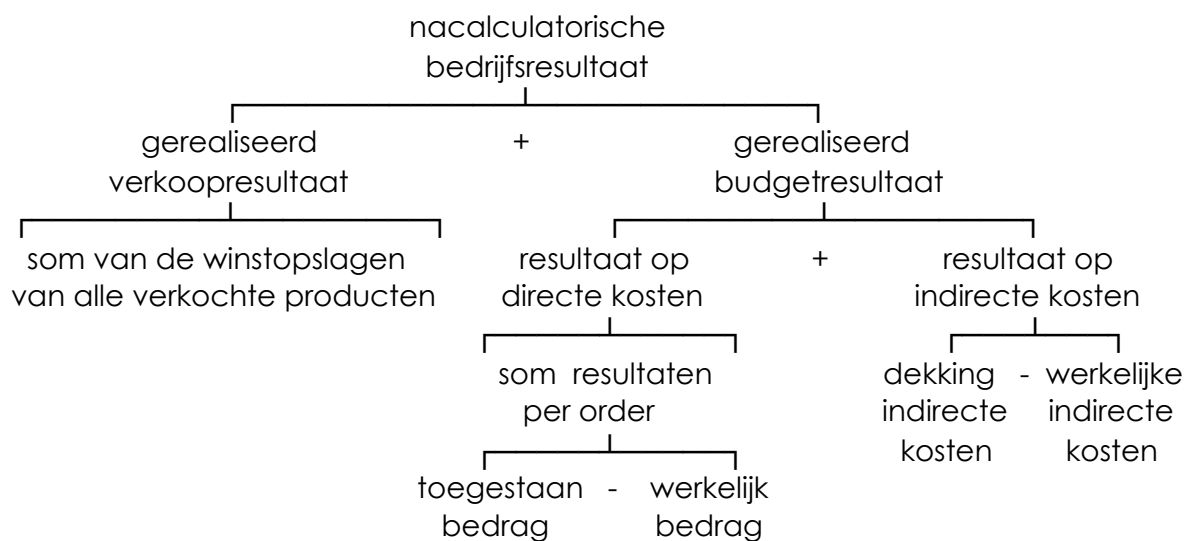 nacalculatorische
bedrijfsresultaat
gerealiseerd + gerealiseerd
verkoopresultaat budgetresultaat
som van de winstopslagen resultaat op + resultaat op
van alle verkochte producten directe kosten indirecte kosten
som resultaten dekking - werkelijke
per order indirecte indirecte
kosten kosten
toegestaan - werkelijk
bedrag bedrag